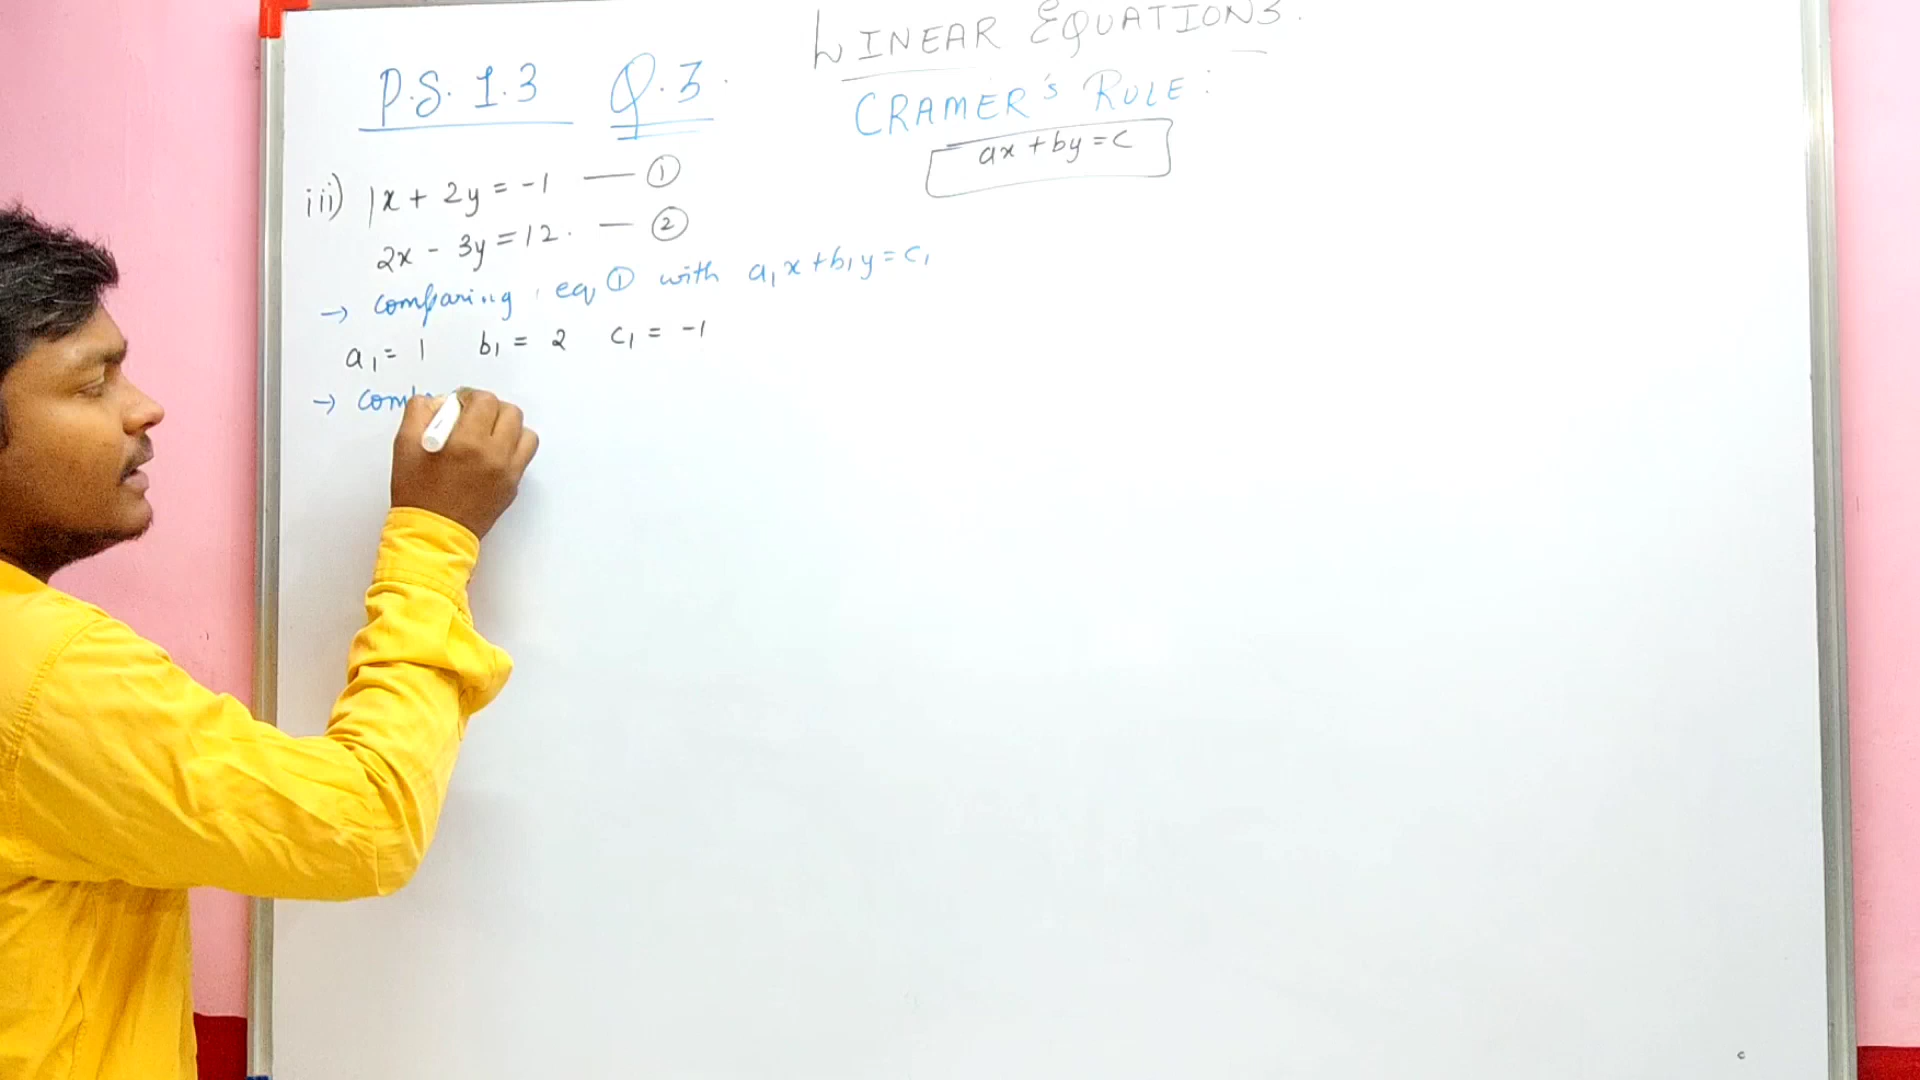 LINEAR EQUATIONS.
P.S. 1.3 Q.3.
CRAMER'S RULE:
ax + by = c
iii) 1x + 2y = -1 — ①
2x - 3y = 12. — ②
→ comparing eq ① with a₁x + b₁y = c₁
a₁ = 1 b₁ = 2 c₁ = -1
→